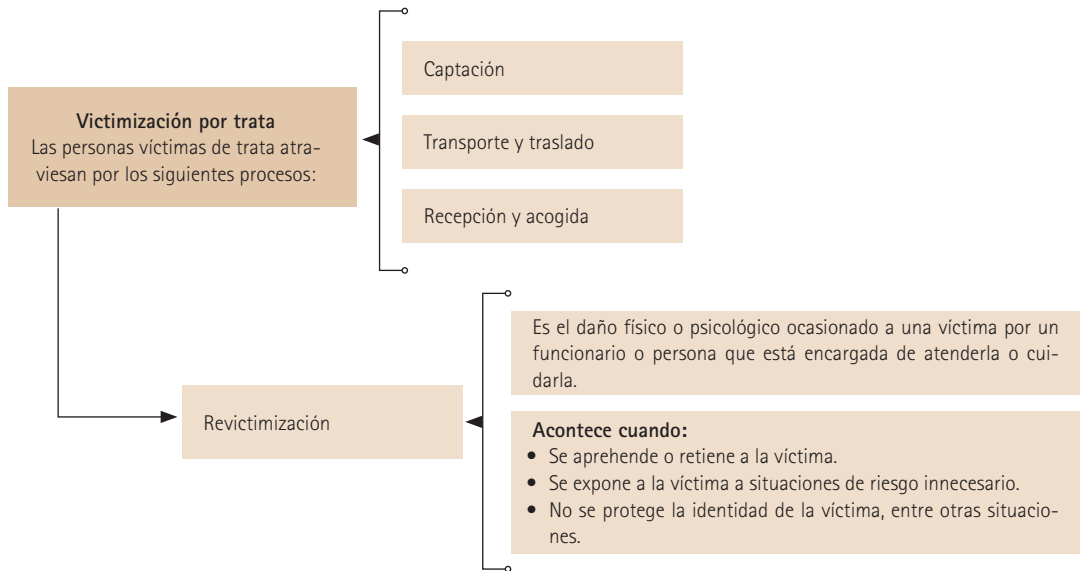 Victimización por trata
Las personas víctimas de trata atra-
viesan por los siguientes procesos:
Captación
Transporte y traslado
Recepción y acogida
Revictimización
Es el daño físico o psicológico ocasionado a una víctima por un
funcionario o persona que está encargada de atenderla o cui-
darla.
Acontece cuando:
• Se aprehende o retiene a la víctima.
• Se expone a la víctima a situaciones de riesgo innecesario.
• No se protege la identidad de la víctima, entre otras situacio-
nes.